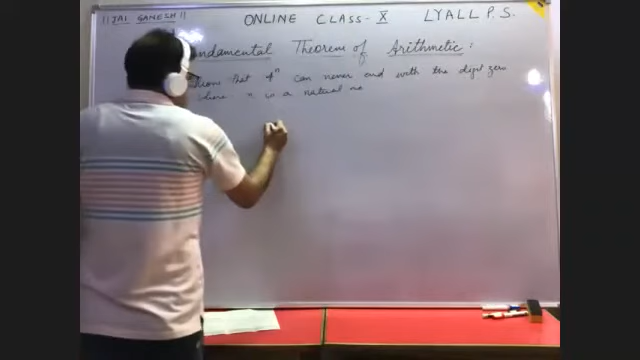 || JAI GANESH || ONLINE CLASS-X LYALL P.S.
Fundamental Theorem of Arithmetic :
that 4ⁿ can never end with the digit zero
where n is a natural no